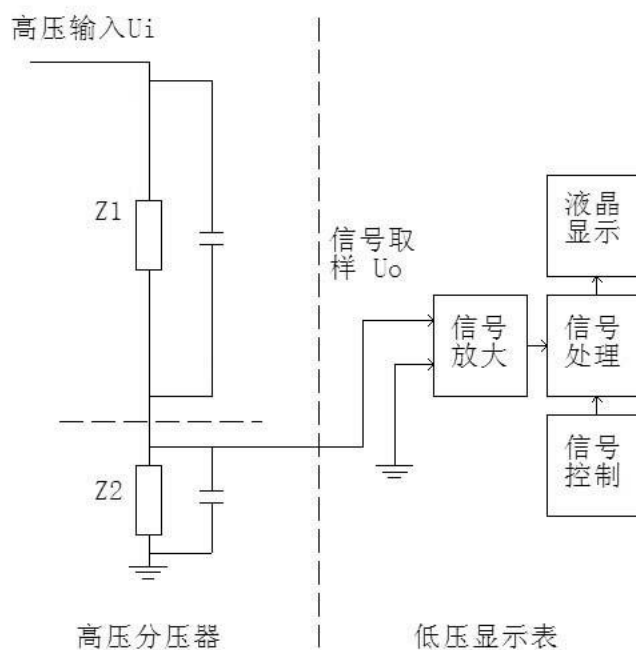 高压输入Ui
Z1
信号取
样 Uo
液晶
显示
信号
放大
信号
处理
Z2
信号
控制
高压分压器
低压显示表